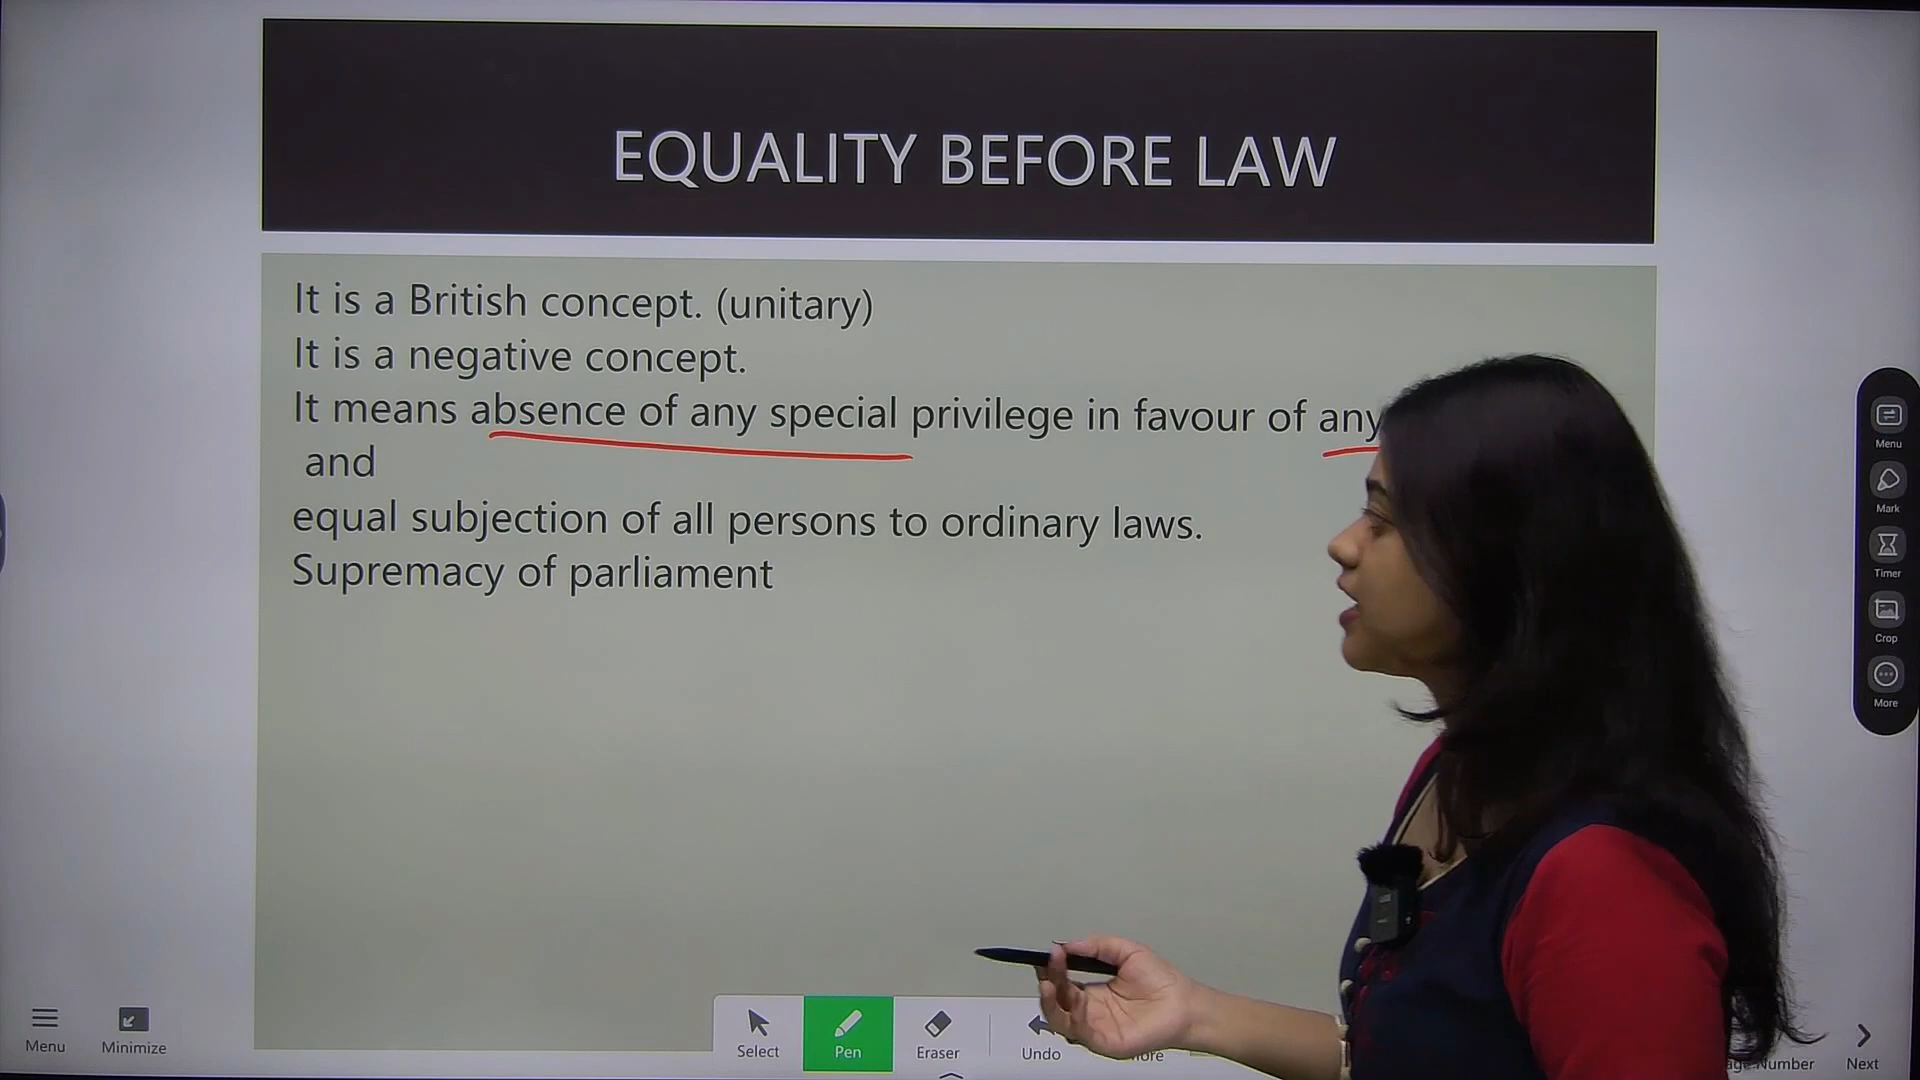 EQUALITY BEFORE LAW
It is a British concept. (unitary)
It is a negative concept.
It means absence of any special privilege in favour of any
and
equal subjection of all persons to ordinary laws.
Supremacy of parliament
Menu
Mark
Timer
Crop
More
Menu
Minimize
Select
Pen
Eraser
Undo
Number
Next